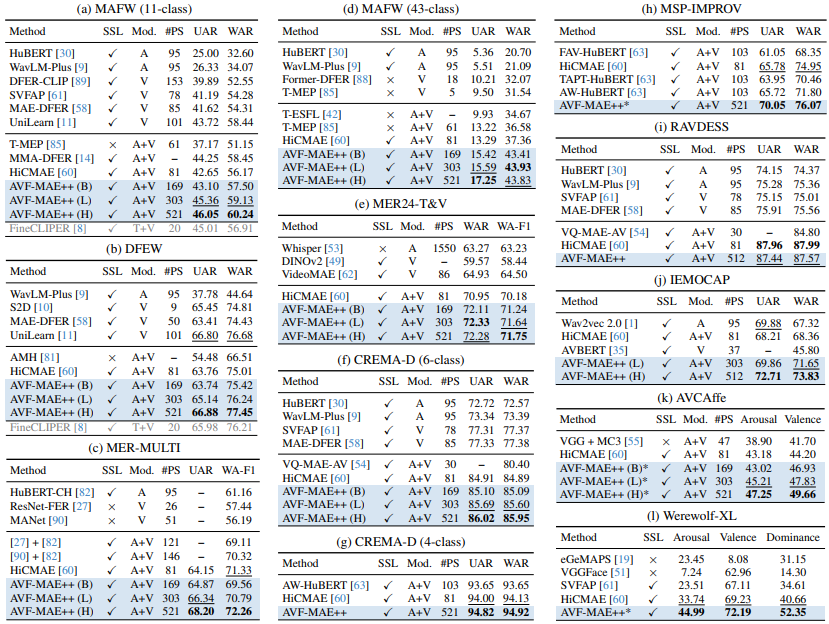 (a) MAFW (11-class)
Method SSL Mod. #PS UAR WAR
HuBERT [30] ✓ A 95 25.00 32.60
WavLM-Plus [9] ✓ A 95 26.33 34.07
DFER-CLIP [89] ✓ V 153 39.89 52.55
SVFAP [61] ✓ V 78 41.19 54.28
MAE-DFER [58] ✓ V 85 41.62 54.31
UniLearn [11] ✓ V 101 43.72 58.44
T-MEP [85] × A+V 61 37.17 51.15
MMA-DFER [14] ✓ A+V – 44.25 58.45
HiCMAE [60] ✓ A+V 81 42.65 56.17
AVF-MAE++ (B) ✓ A+V 169 43.10 57.50
AVF-MAE++ (L) ✓ A+V 303 45.36 59.13
AVF-MAE++ (H) ✓ A+V 521 46.05 60.24
FineCLIPER [8] ✓ T+V 20 45.01 56.91
(b) DFEW
Method SSL Mod. #PS UAR WAR
WavLM-Plus [9] ✓ A 95 37.78 44.64
S2D [10] ✓ V 9 65.45 74.81
MAE-DFER [58] ✓ V 50 63.41 74.43
UniLearn [11] ✓ V 101 66.80 76.68
AMH [81] × A+V – 54.48 66.51
HiCMAE [60] ✓ A+V 81 63.76 75.01
AVF-MAE++ (B) ✓ A+V 169 63.74 75.42
AVF-MAE++ (L) ✓ A+V 303 65.14 76.24
AVF-MAE++ (H) ✓ A+V 521 66.88 77.45
FineCLIPER [8] ✓ T+V 20 65.98 76.21
(c) MER-MULTI
Method SSL Mod. #PS UAR WA-F1
HuBERT-CH [82] ✓ A 95 – 61.16
ResNet-FER [27] × V 26 – 57.44
MANet [90] × V 51 – 56.19
[27] + [82] ✓ A+V 121 – 69.11
[90] + [82] ✓ A+V 146 – 70.32
HiCMAE [60] ✓ A+V 81 64.15 71.33
AVF-MAE++ (B) ✓ A+V 169 64.87 69.56
AVF-MAE++ (L) ✓ A+V 303 66.34 70.79
AVF-MAE++ (H) ✓ A+V 521 68.20 72.26
(d) MAFW (43-class)
Method SSL Mod. #PS UAR WAR
HuBERT [30] ✓ A 95 5.36 20.70
WavLM-Plus [9] ✓ A 95 5.51 21.09
Former-DFER [88] × V 18 10.21 32.07
T-MEP [85] × V 5 9.50 31.54
T-ESFL [42] × A+V – 9.93 34.67
T-MEP [85] × A+V 61 13.22 36.58
HiCMAE [60] ✓ A+V 81 13.29 37.36
AVF-MAE++ (B) ✓ A+V 169 15.42 43.41
AVF-MAE++ (L) ✓ A+V 303 15.59 43.93
AVF-MAE++ (H) ✓ A+V 521 17.25 43.83
(e) MER24-T&V
Method SSL Mod. #PS UAR WA-F1
Whisper [53] × A 1550 63.27 63.23
DINOv2 [49] ✓ V – 59.57 58.44
VideoMAE [62] ✓ V 86 64.93 64.50
HiCMAE [60] ✓ A+V 81 70.95 70.18
AVF-MAE++ (B) ✓ A+V 169 72.11 71.24
AVF-MAE++ (L) ✓ A+V 303 72.33 71.64
AVF-MAE++ (H) ✓ A+V 521 72.28 71.75
(f) CREMA-D (6-class)
Method SSL Mod. #PS UAR WAR
HuBERT [30] ✓ A 95 72.72 72.57
WavLM-Plus [9] ✓ A 95 73.34 73.39
SVFAP [61] ✓ V 78 77.31 77.37
MAE-DFER [58] ✓ V 85 77.33 77.38
VQ-MAE-AV [54] ✓ A+V 30 – 80.40
HiCMAE [60] ✓ A+V 81 84.91 84.89
AVF-MAE++ (B) ✓ A+V 169 85.10 85.09
AVF-MAE++ (L) ✓ A+V 303 85.69 85.60
AVF-MAE++ (H) ✓ A+V 521 86.02 85.95
(g) CREMA-D (4-class)
Method SSL Mod. #PS UAR WAR
AW-HuBERT [63] ✓ A+V 103 93.65 93.65
HiCMAE [60] ✓ A+V 81 94.00 94.13
AVF-MAE++ ✓ A+V 521 94.82 94.92
(h) MSP-IMPROV
Method SSL Mod. #PS UAR WAR
FAV-HuBERT [63] ✓ A+V 103 61.05 68.35
HiCMAE [60] ✓ A+V 81 65.78 74.95
TAPT-HuBERT [63] ✓ A+V 103 63.95 70.46
AW-HuBERT [63] ✓ A+V 103 65.72 71.80
AVF-MAE++* ✓ A+V 521 70.05 76.07
(i) RAVDESS
Method SSL Mod. #PS UAR WAR
HuBERT [30] ✓ A 95 74.15 74.37
WavLM-Plus [9] ✓ A 95 75.28 75.36
SVFAP [61] ✓ V 78 75.15 75.01
MAE-DFER [58] ✓ V 85 75.91 75.56
VQ-MAE-AV [54] ✓ A+V 30 – 84.80
HiCMAE [60] ✓ A+V 81 87.96 87.99
AVF-MAE++ ✓ A+V 512 87.44 87.57
(j) IEMOCAP
Method SSL Mod. #PS UAR WAR
Wav2vec 2.0 [1] ✓ A 95 69.88 67.32
HiCMAE [60] ✓ A+V 81 68.21 68.36
AVBERT [35] ✓ V 37 – 45.80
AVF-MAE++ (L) ✓ A+V 303 69.86 71.65
AVF-MAE++ (H) ✓ A+V 512 72.71 73.83
(k) AVCAffe
Method SSL Mod. #PS Arousal Valence
VGG + MC3 [55] × A+V 47 38.90 41.70
HiCMAE [60] ✓ A+V 81 43.18 44.20
AVF-MAE++ (B)* ✓ A+V 169 43.02 46.93
AVF-MAE++ (L)* ✓ A+V 303 45.21 47.83
AVF-MAE++ (H)* ✓ A+V 521 47.25 49.66
(l) Werewolf-XL
Method SSL Arousal Valence Dominance
eGeMAPS [19] × 23.45 8.08 31.15
VGGFace [51] × 7.24 62.96 14.30
SVFAP [61] ✓ 23.51 67.11 34.61
HiCMAE [60] ✓ 33.74 69.23 40.66
AVF-MAE++* ✓ 44.99 72.19 52.35